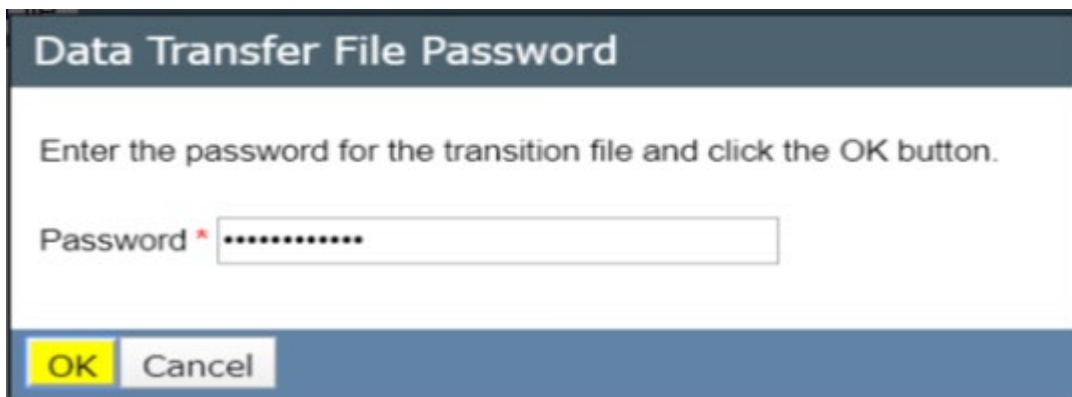 Data Transfer File Password
Enter the password for the transition file and click the OK button.
Password * •••••••••••••
OK Cancel